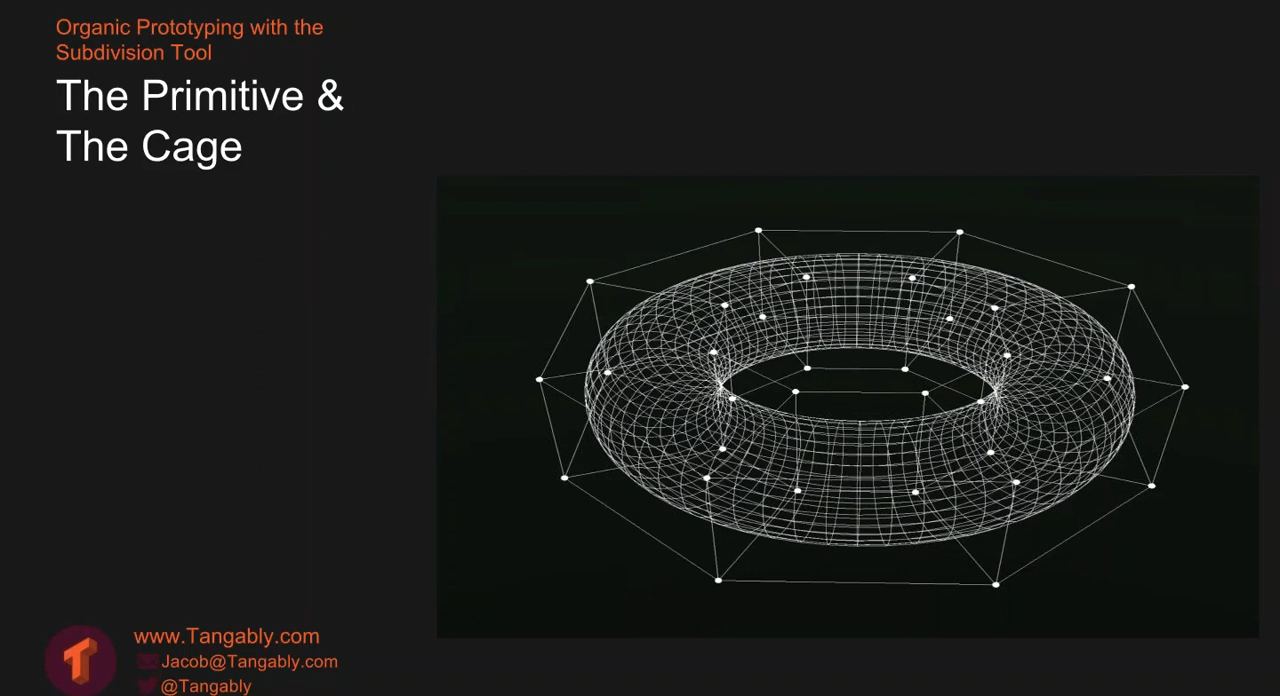 Organic Prototyping with the
Subdivision Tool
The Primitive &
The Cage
www.Tangably.com
Jacob@Tangably.com
@Tangably